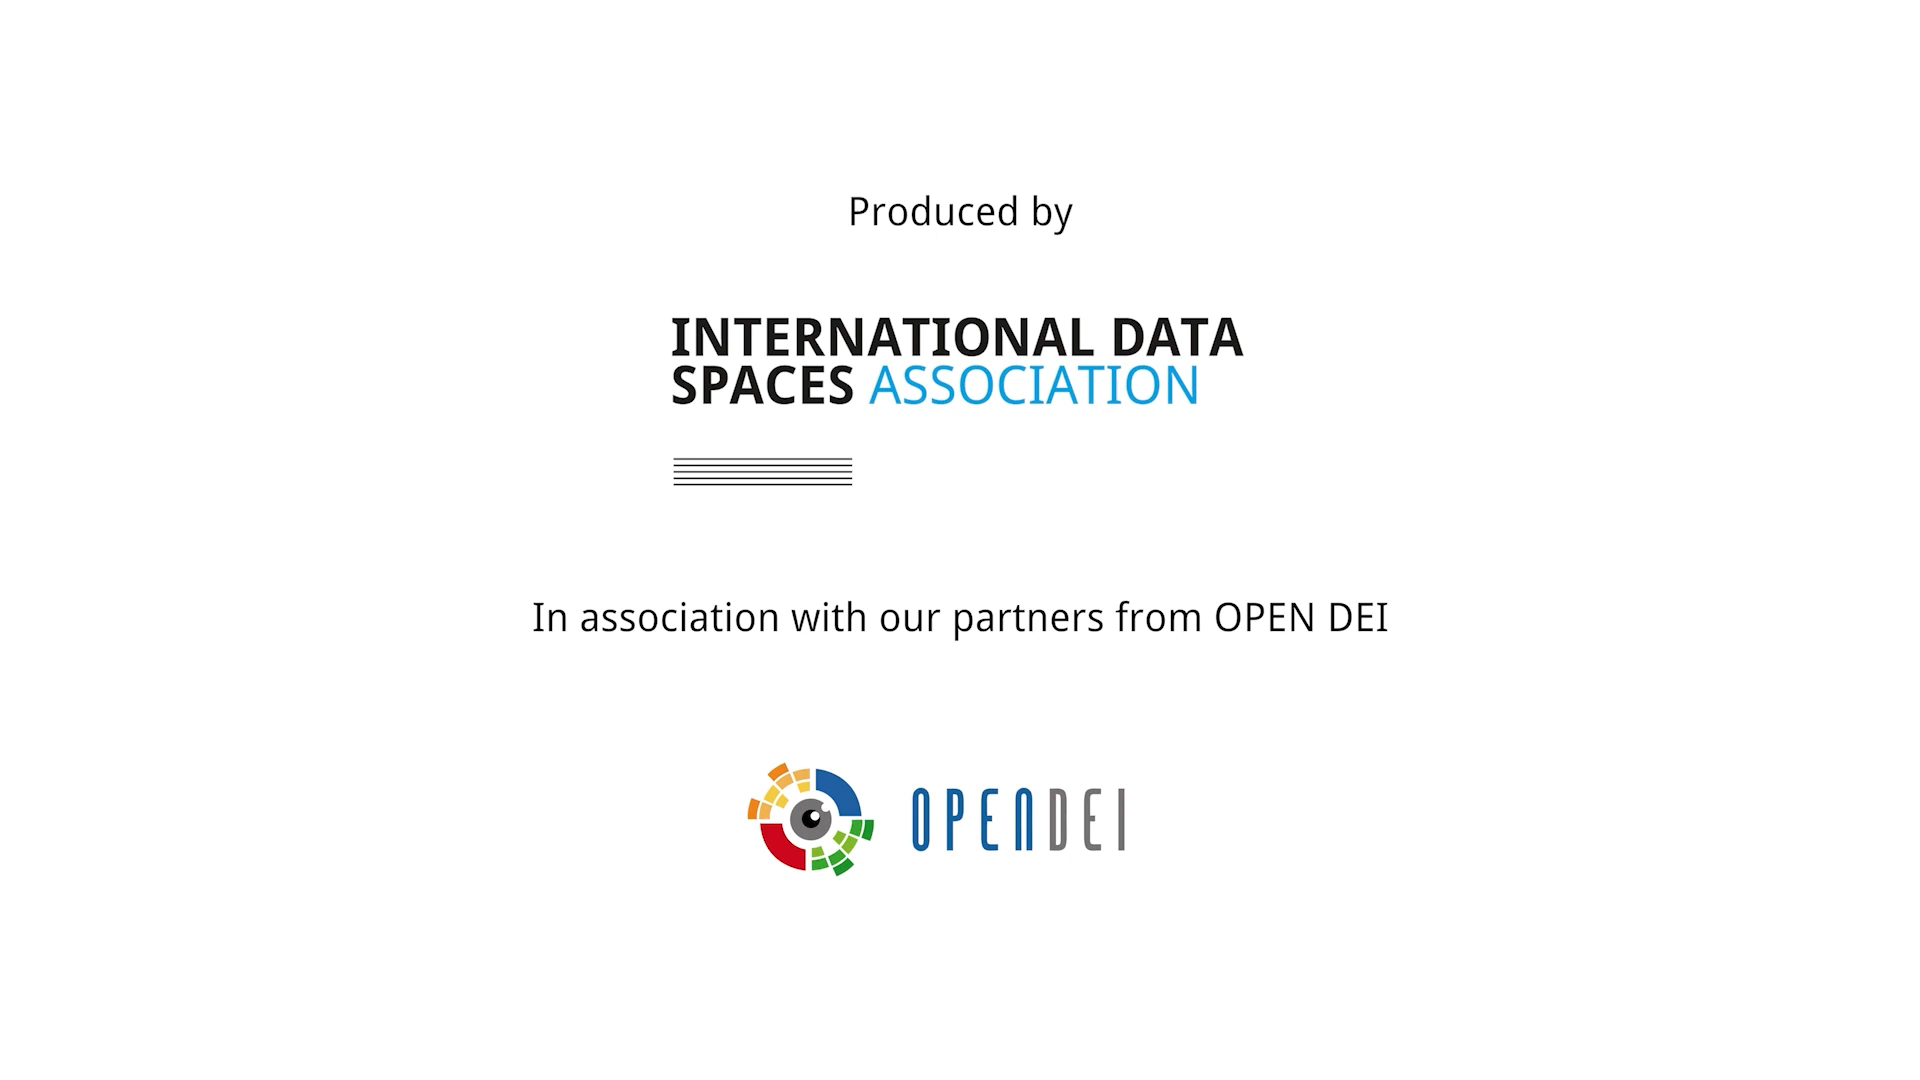 Produced by
INTERNATIONAL DATA
SPACES ASSOCIATION
In association with our partners from OPEN DEI
OPENDEI